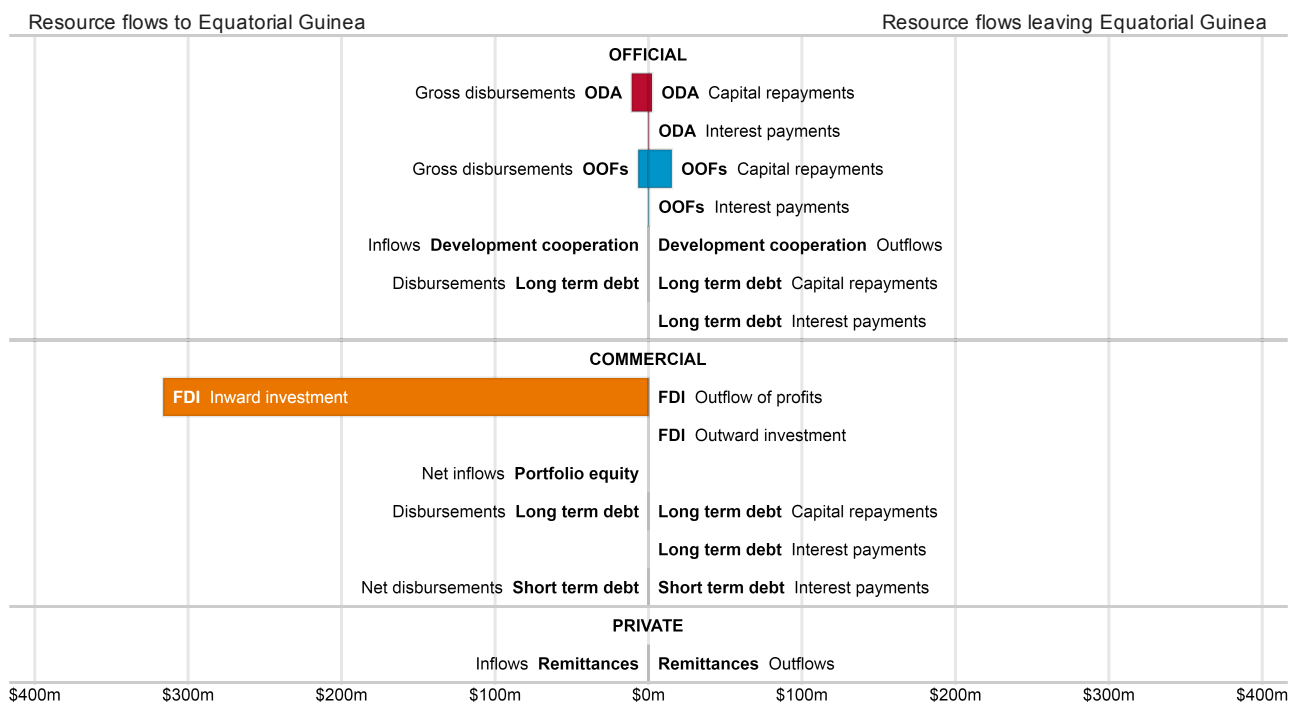 Resource flows to Equatorial Guinea Resource flows leaving Equatorial Guinea
OFFICIAL
Gross disbursements ODA ODA Capital repayments
ODA Interest payments
Gross disbursements OOFs OOFs Capital repayments
OOFs Interest payments
Inflows Development cooperation Development cooperation Outflows
Disbursements Long term debt Long term debt Capital repayments
Long term debt Interest payments
COMMERCIAL
FDI Inward investment FDI Outflow of profits
FDI Outward investment
Net inflows Portfolio equity
Disbursements Long term debt Long term debt Capital repayments
Long term debt Interest payments
Net disbursements Short term debt Short term debt Interest payments
PRIVATE
Inflows Remittances Remittances Outflows
$400m $300m $200m $100m $0m $100m $200m $300m $400m